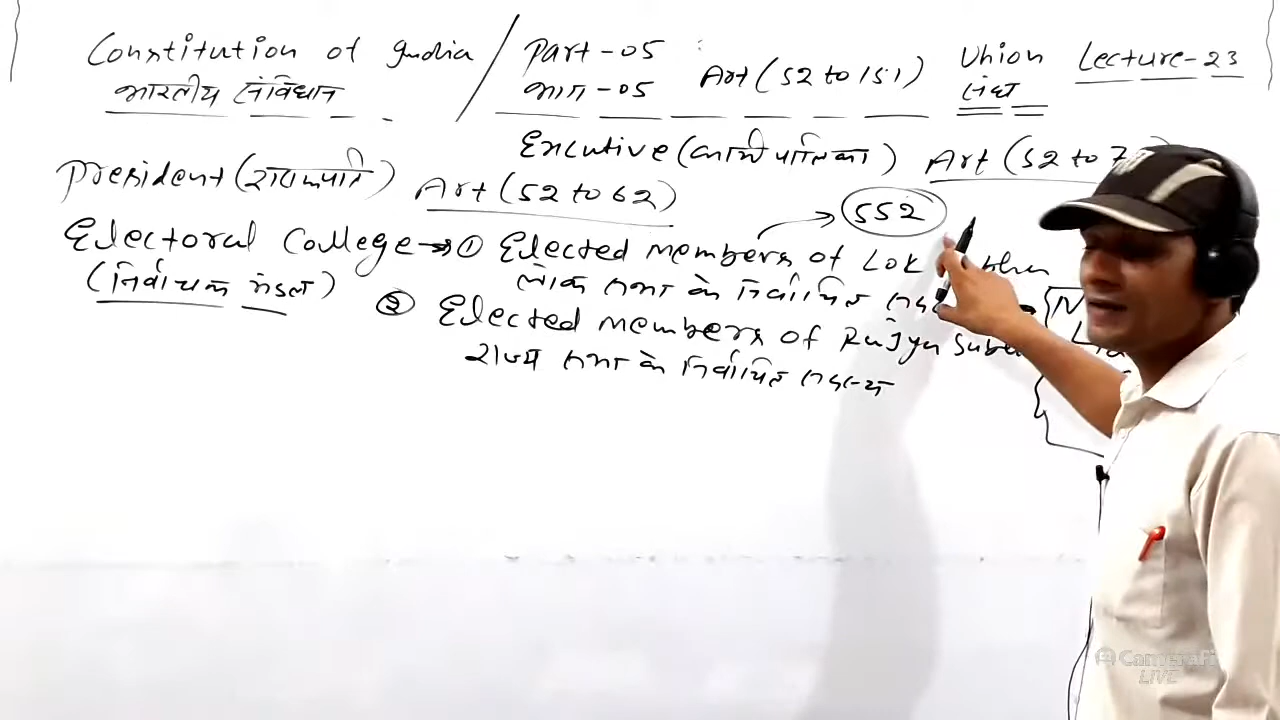 Constitution of India / Part-05 Art (52 to 151) Union Lecture-23
भारतीय संविधान भाग-05 संघ
Executive (कार्यपालिका) Art (52 to 7
President (राष्ट्रपति) Art (52 to 62)
552
Electoral College → ① Elected members of Lok
(निर्वाचक मंडल) लोक सभा के निर्वाचित
② Elected members of Rajya Sabha
राज्य सभा के निर्वाचित सदस्य
CameraFi
LIVE